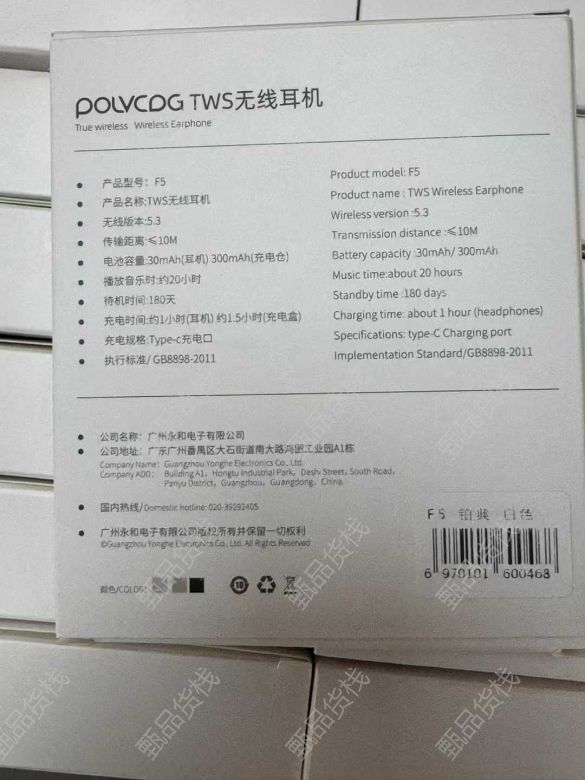 POLVCDG TWS无线耳机
True wireless Wireless Earphone
产品型号: F5
产品名称:TWS无线耳机
无线版本:5.3
传输距离:≤10M
电池容量:30mAh(耳机) 300mAh(充电仓)
播放音乐时:约20小时
待机时间:180天
充电时间:约1小时(耳机) 约1.5小时(充电盒)
充电规格:Type-c充电口
执行标准/ GB8898-2011
Product model: F5
Product name : TWS Wireless Earphone
Wireless version :5.3
Transmission distance :≤10M
Battery capacity :30mAh/ 300mAh
Music time:about 20 hours
Standby time :180 days
Charging time: about 1 hour (headphones)
Specifications: type-C Charging port
Implementation Standard/GB8898-2011
公司名称: 广州永和电子有限公司
公司地址: 广东广州番禺区大石街道南大路鸿图工业园A1栋
Company Name: Guangzhou Yonghe Electronics Co., Ltd.
Company ADD: Building A1, Hongtu Industrial Park, Dashi Street, South Road,
Panyu District, Guangzhou, Guangdong, China.
国内热线/Domestic hotline: 020-39292405
广州永和电子有限公司版权所有并保留一切权利
©Guangzhou Yonghe Electronics Co., Ltd. All Rights Reserved
颜色/COLOR:
10
F5 铂典 白色
6 970101 600468
甄品货栈